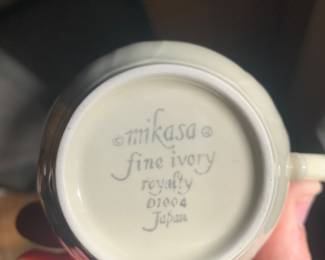 ©mikasa®
fine ivory
royalty
D1004
Japan